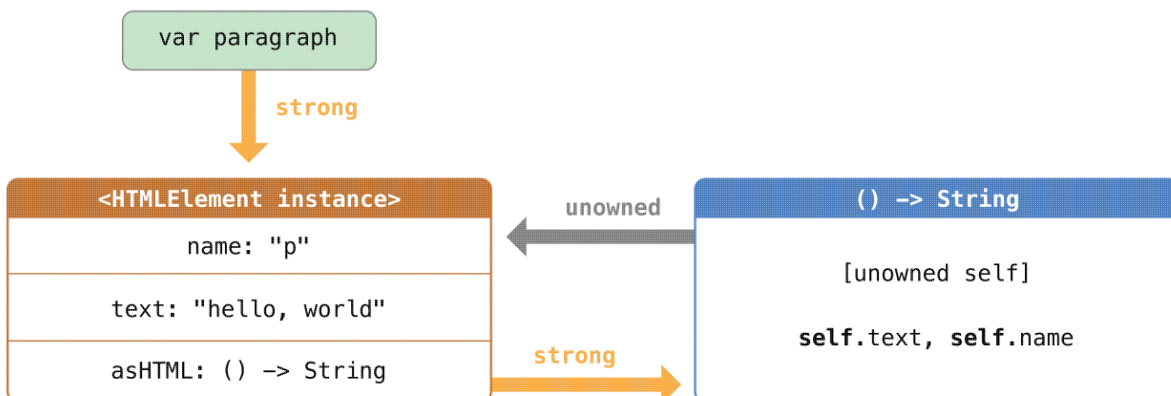 var paragraph
strong
<HTMLElement instance>
name: "p"
text: "hello, world"
asHTML: () -> String
unowned
strong
() -> String
[unowned self]
self.text, self.name